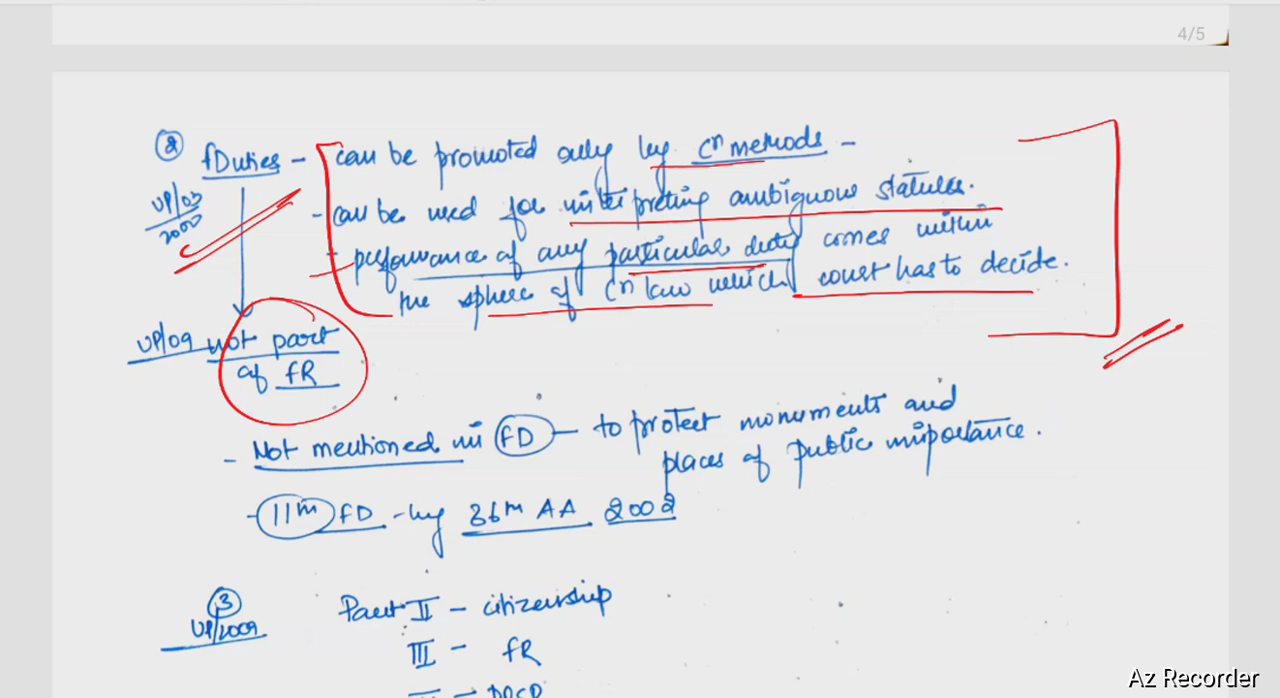 4/5
② fDuties - can be promoted only by Cn methods -
UP/03
2000
- can be used for interpreting ambiguous statutes.
- performance of any particular duty comes within
the sphere of Cn law which court has to decide.
UP/09 not part
of fR
- Not mentioned in FD - to protect monuments and
places of public importance.
- 11th FD - by 86th AA 2002
③
UP/2009
Part II - citizenship
III - fR
Az Recorder